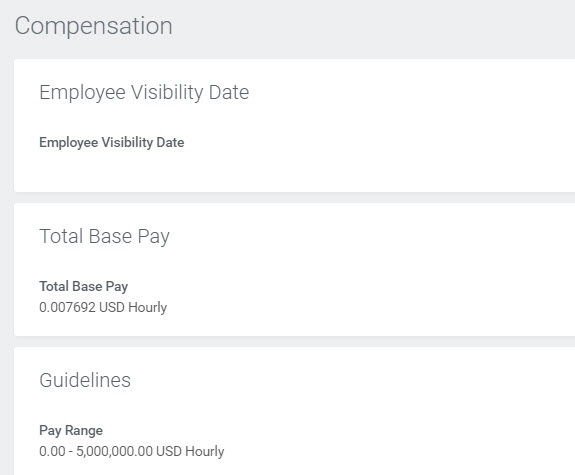 Compensation
Employee Visibility Date
Employee Visibility Date
Total Base Pay
Total Base Pay
0.007692 USD Hourly
Guidelines
Pay Range
0.00 - 5,000,000.00 USD Hourly